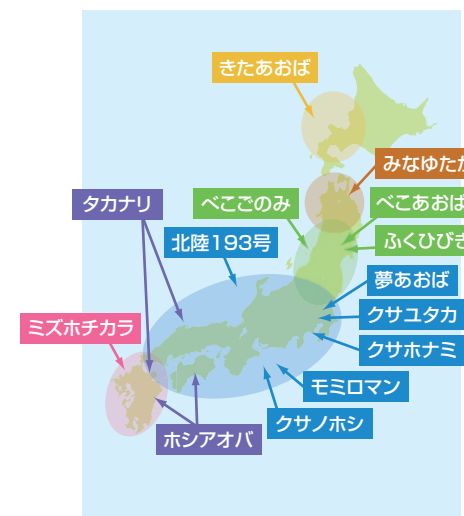 きたあおば
みなゆたか
タカナリ
べこごのみ
べこあおば
北陸193号
ふくひびき
夢あおば
ミズホチカラ
クサユタカ
クサホナミ
モミロマン
クサノホシ
ホシアオバ